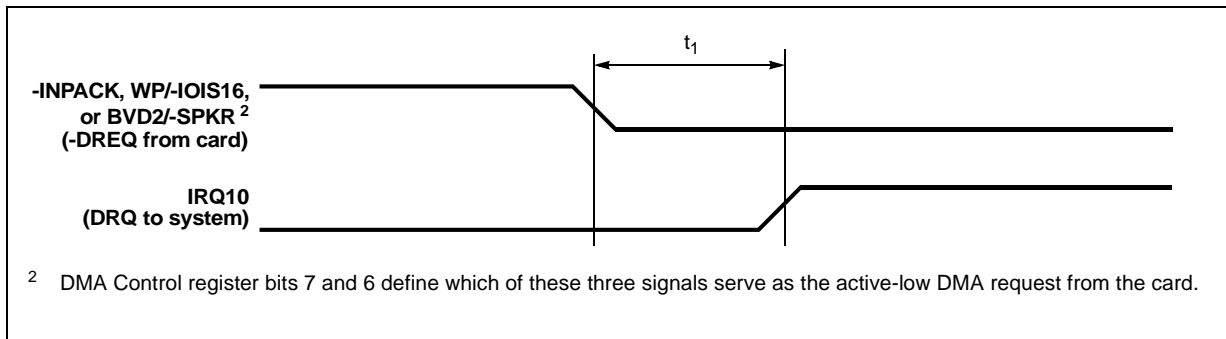 t1
-INPACK, WP/-IOIS16,
or BVD2/-SPKR 2
(-DREQ from card)
IRQ10
(DRQ to system)
2 DMA Control register bits 7 and 6 define which of these three signals serve as the active-low DMA request from the card.